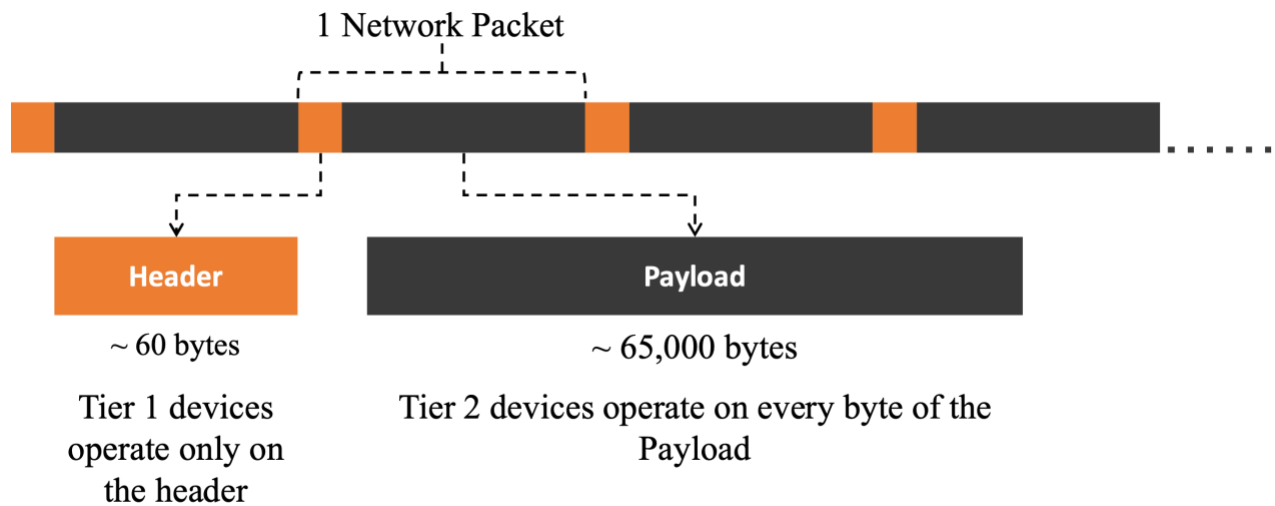 1 Network Packet
Header
Payload
~ 60 bytes
~ 65,000 bytes
Tier 1 devices
operate only on
the header
Tier 2 devices operate on every byte of the
Payload